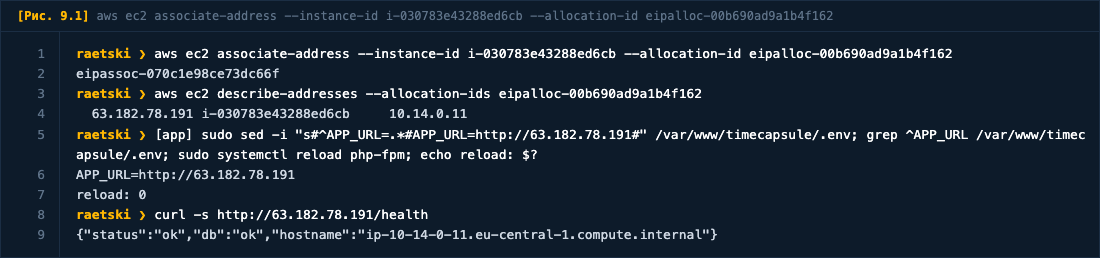 [Рис. 9.1] aws ec2 associate-address --instance-id i-030783e43288ed6cb --allocation-id eipalloc-00b690ad9a1b4f162
1 raetski ❯ aws ec2 associate-address --instance-id i-030783e43288ed6cb --allocation-id eipalloc-00b690ad9a1b4f162
2 eipassoc-070c1e98ce73dc66f
3 raetski ❯ aws ec2 describe-addresses --allocation-ids eipalloc-00b690ad9a1b4f162
4 63.182.78.191 i-030783e43288ed6cb 10.14.0.11
5 raetski ❯ [app] sudo sed -i "s#^APP_URL=.*#APP_URL=http://63.182.78.191#" /var/www/timecapsule/.env; grep ^APP_URL /var/www/timec
apsule/.env; sudo systemctl reload php-fpm; echo reload: $?
6 APP_URL=http://63.182.78.191
7 reload: 0
8 raetski ❯ curl -s http://63.182.78.191/health
9 {"status":"ok","db":"ok","hostname":"ip-10-14-0-11.eu-central-1.compute.internal"}